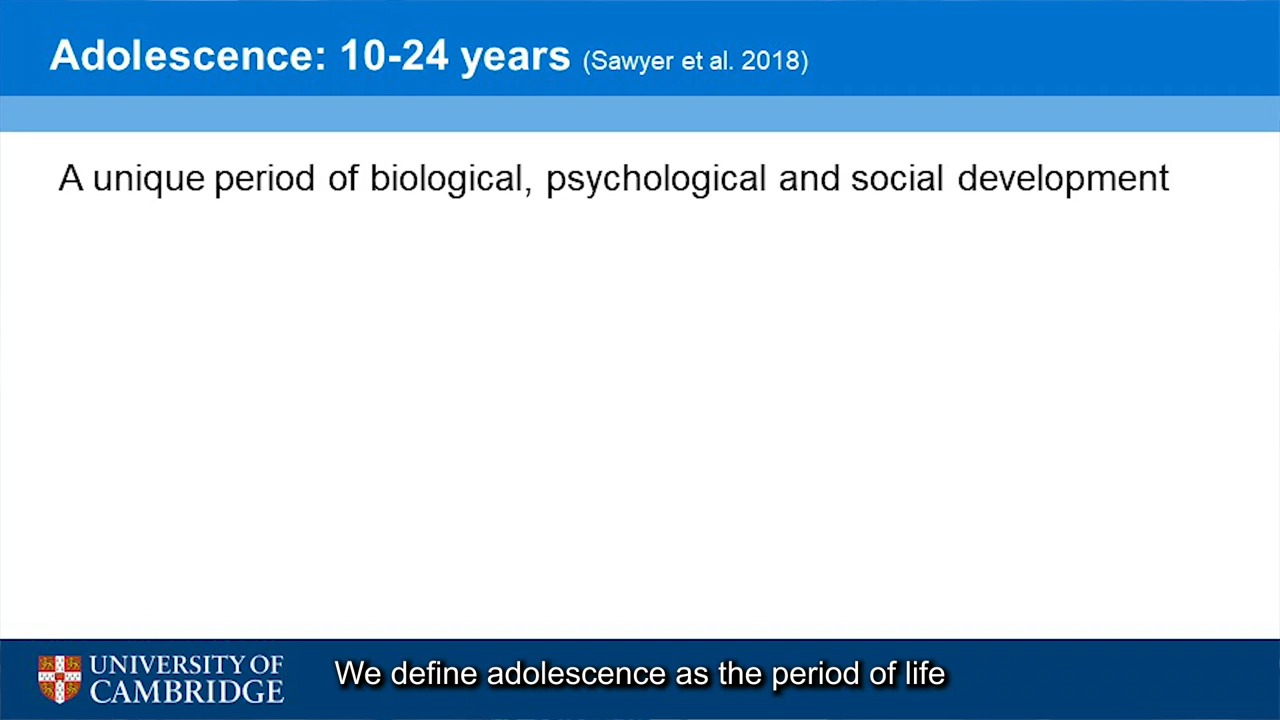 Adolescence: 10-24 years (Sawyer et al. 2018)
A unique period of biological, psychological and social development
UNIVERSITY OF
CAMBRIDGE
We define adolescence as the period of life